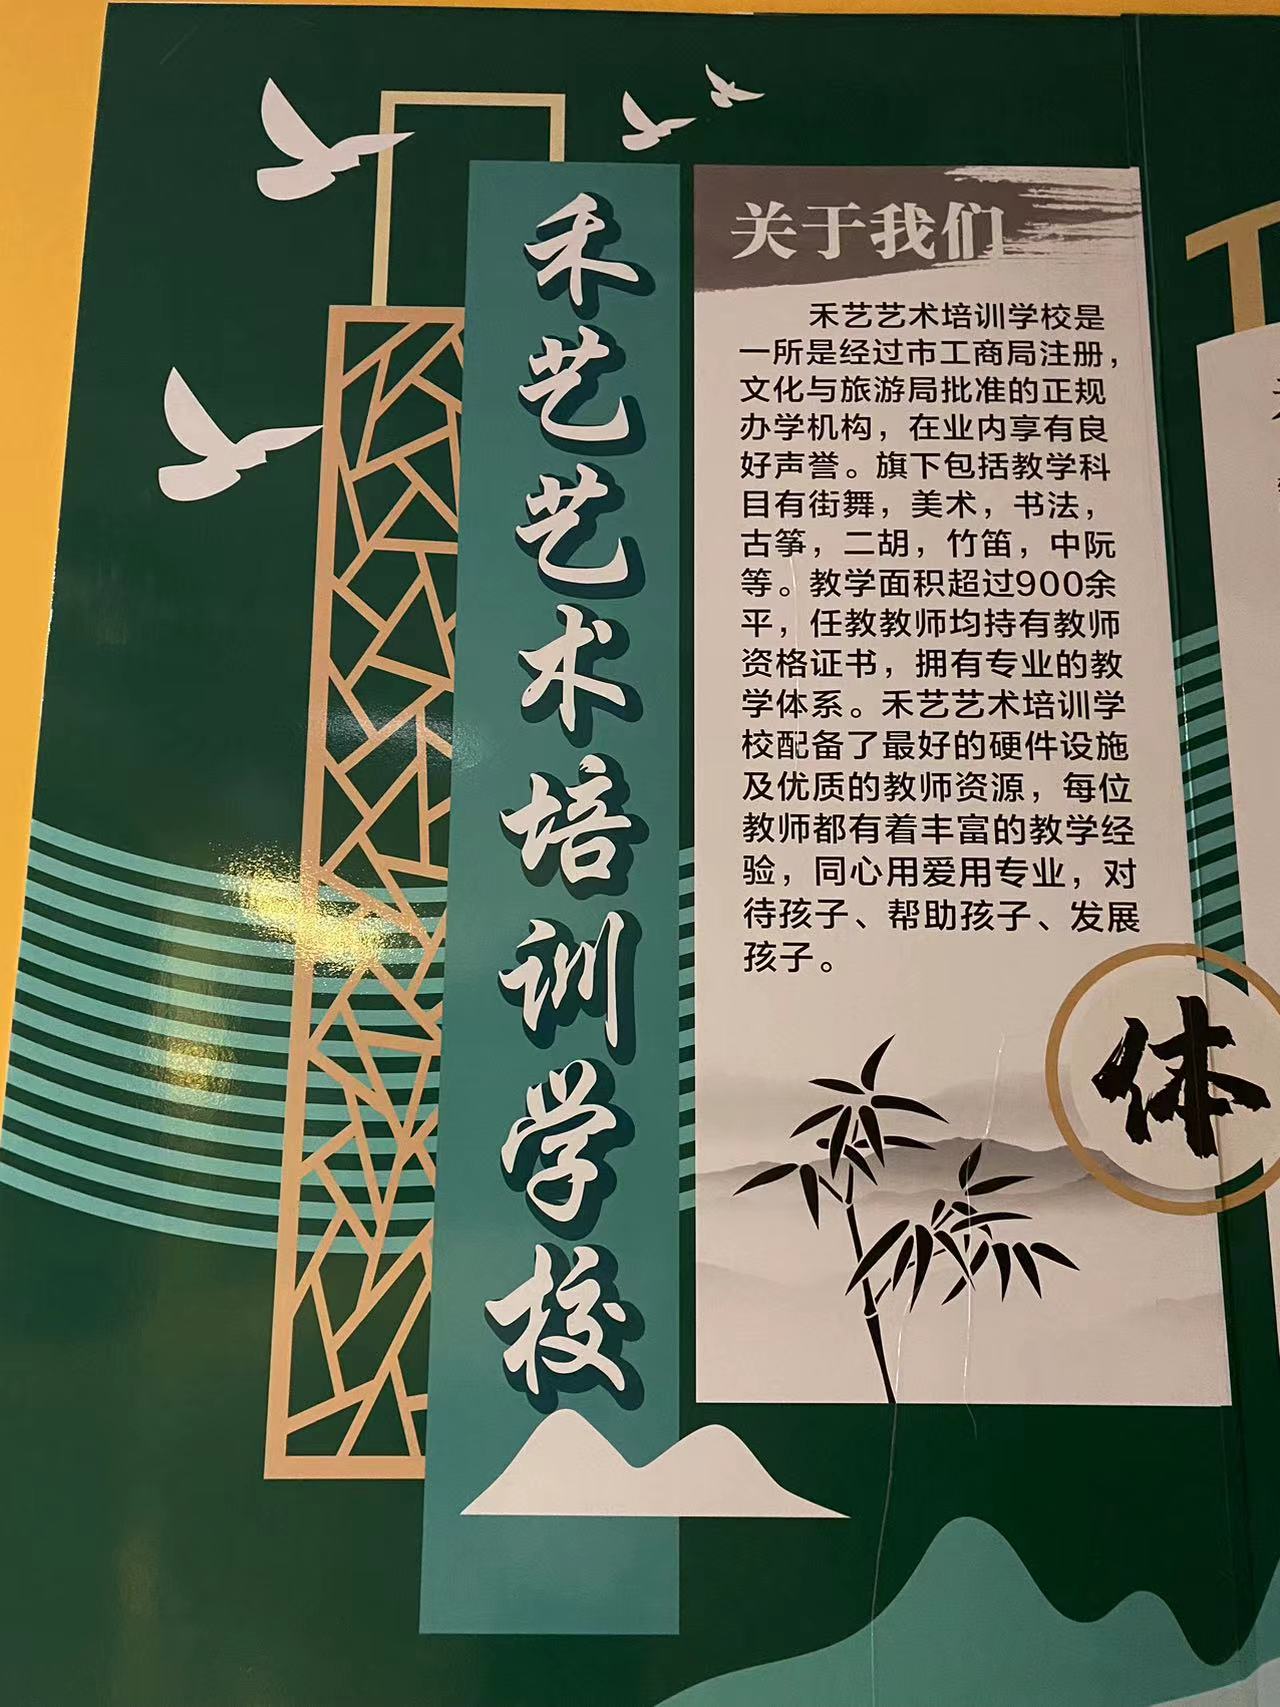 禾艺艺术培训学校
关于我们
禾艺艺术培训学校是
一所是经过市工商局注册，
文化与旅游局批准的正规
办学机构，在业内享有良
好声誉。旗下包括教学科
目有街舞，美术，书法，
古筝，二胡，竹笛，中阮
等。教学面积超过900余
平，任教教师均持有教师
资格证书，拥有专业的教
学体系。禾艺艺术培训学
校配备了最好的硬件设施
及优质的教师资源，每位
教师都有着丰富的教学经
验，同心用爱用专业，对
待孩子、帮助孩子、发展
孩子。
体
T